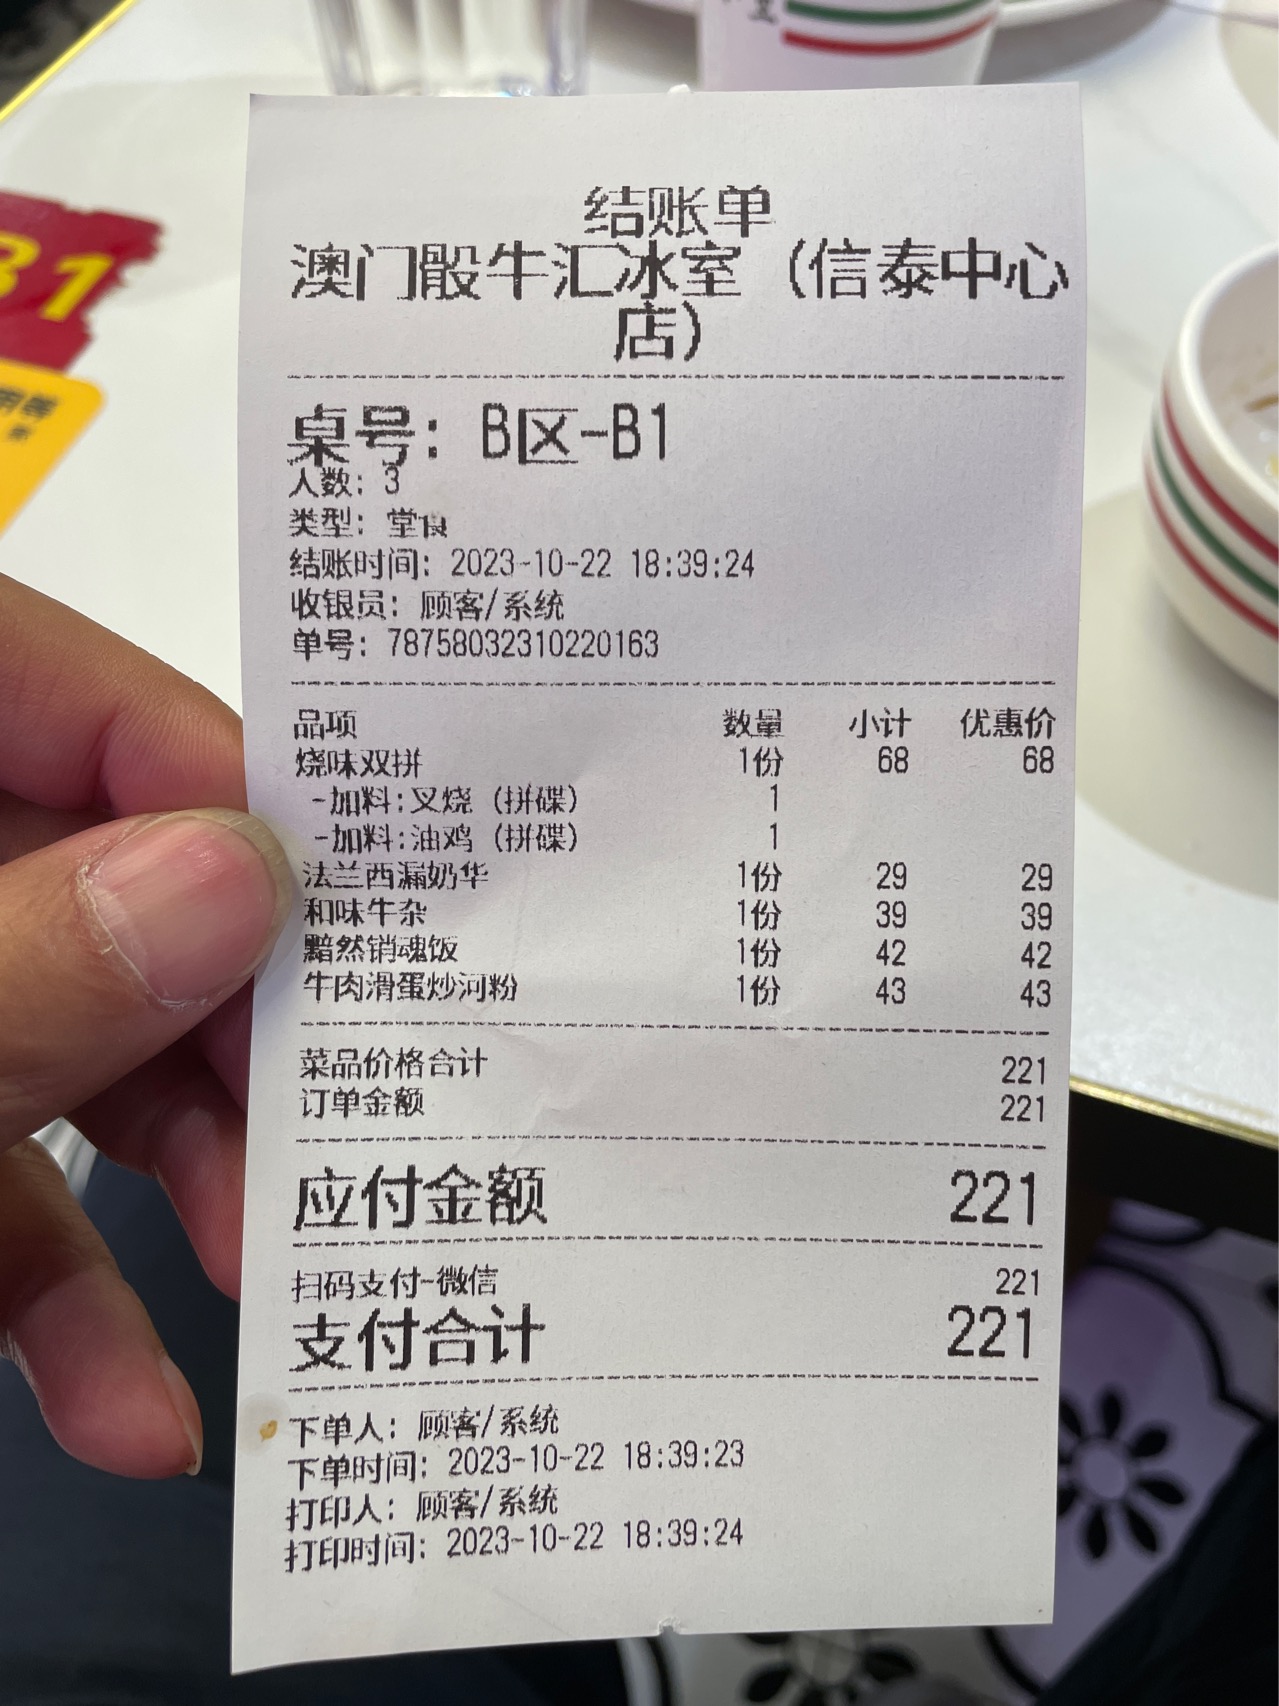 B1
结账单
澳门骰牛汇冰室（信泰中心
店）
桌号：B区-B1
人数：3
类型：堂食
结账时间：2023-10-22 18:39:24
收银员：顾客/系统
单号：78758032310220163
品项 数量 小计 优惠价
烧味双拼 1份 68 68
-加料:叉烧（拼碟） 1
-加料:油鸡（拼碟） 1
法兰西漏奶华 1份 29 29
和味牛杂 1份 39 39
黯然销魂饭 1份 42 42
牛肉滑蛋炒河粉 1份 43 43
菜品价格合计 221
订单金额 221
应付金额 221
扫码支付-微信 221
支付合计 221
下单人：顾客/系统
下单时间：2023-10-22 18:39:23
打印人：顾客/系统
打印时间：2023-10-22 18:39:24